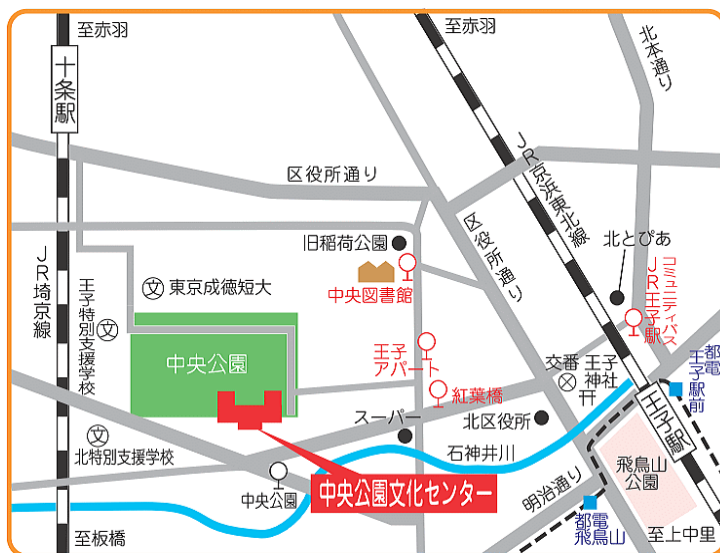 至赤羽
至赤羽
北本通り
十条駅
JR京浜東北線
区役所通り
区役所通り
旧稲荷公園
北とぴあ
中央図書館
コミュニティバス
JR王子駅
JR埼京線
東京成徳短大
文
王子特別支援学校
文
中央公園
王子
アパート
紅葉橋
交番
王子
神社
都電
王子駅前
王子駅
スーパー
北区役所
文
北特別支援学校
石神井川
飛鳥山
公園
中央公園
中央公園文化センター
明治通り
都電
飛鳥山
至板橋
至上中里